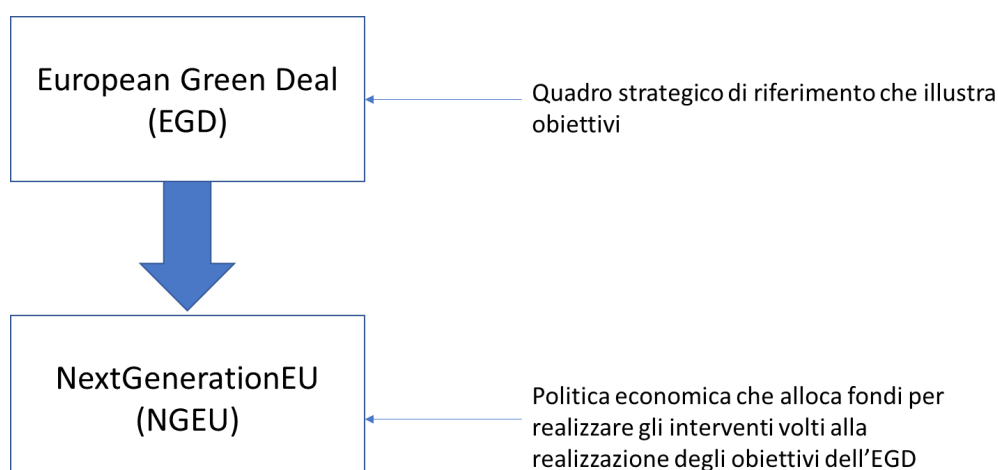 European Green Deal
(EGD)
Quadro strategico di riferimento che illustra
obiettivi
NextGenerationEU
(NGEU)
Politica economica che alloca fondi per
realizzare gli interventi volti alla
realizzazione degli obiettivi dell’EGD